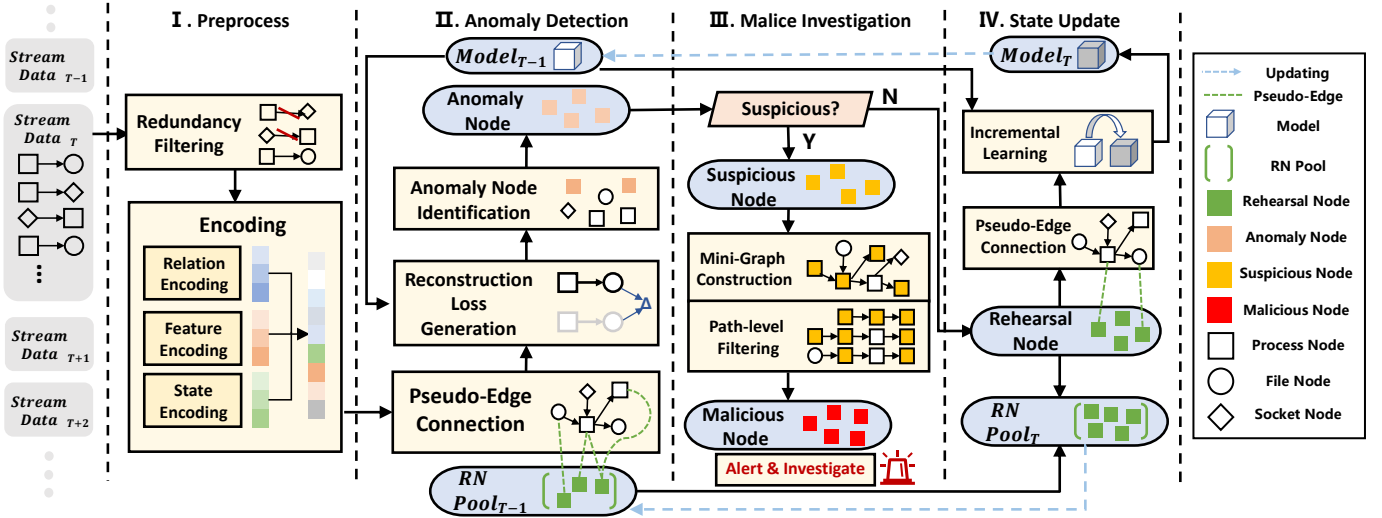 I. Preprocess
II. Anomaly Detection
III. Malice Investigation
IV. State Update
Stream
Data T−1
Stream
Data T
Stream
Data T+1
Stream
Data T+2
Redundancy
Filtering
Encoding
Relation
Encoding
Feature
Encoding
State
Encoding
Model T−1
Anomaly
Node
Anomaly Node
Identification
Reconstruction
Loss
Generation
Δ
Pseudo-Edge
Connection
RN
Pool T−1
Suspicious?
N
Y
Suspicious
Node
Mini-Graph
Construction
Path-level
Filtering
Malicious
Node
Alert & Investigate
Model T
Incremental
Learning
Pseudo-Edge
Connection
Rehearsal
Node
RN
Pool T
Updating
Pseudo-Edge
Model
RN Pool
Rehearsal Node
Anomaly Node
Suspicious Node
Malicious Node
Process Node
File Node
Socket Node